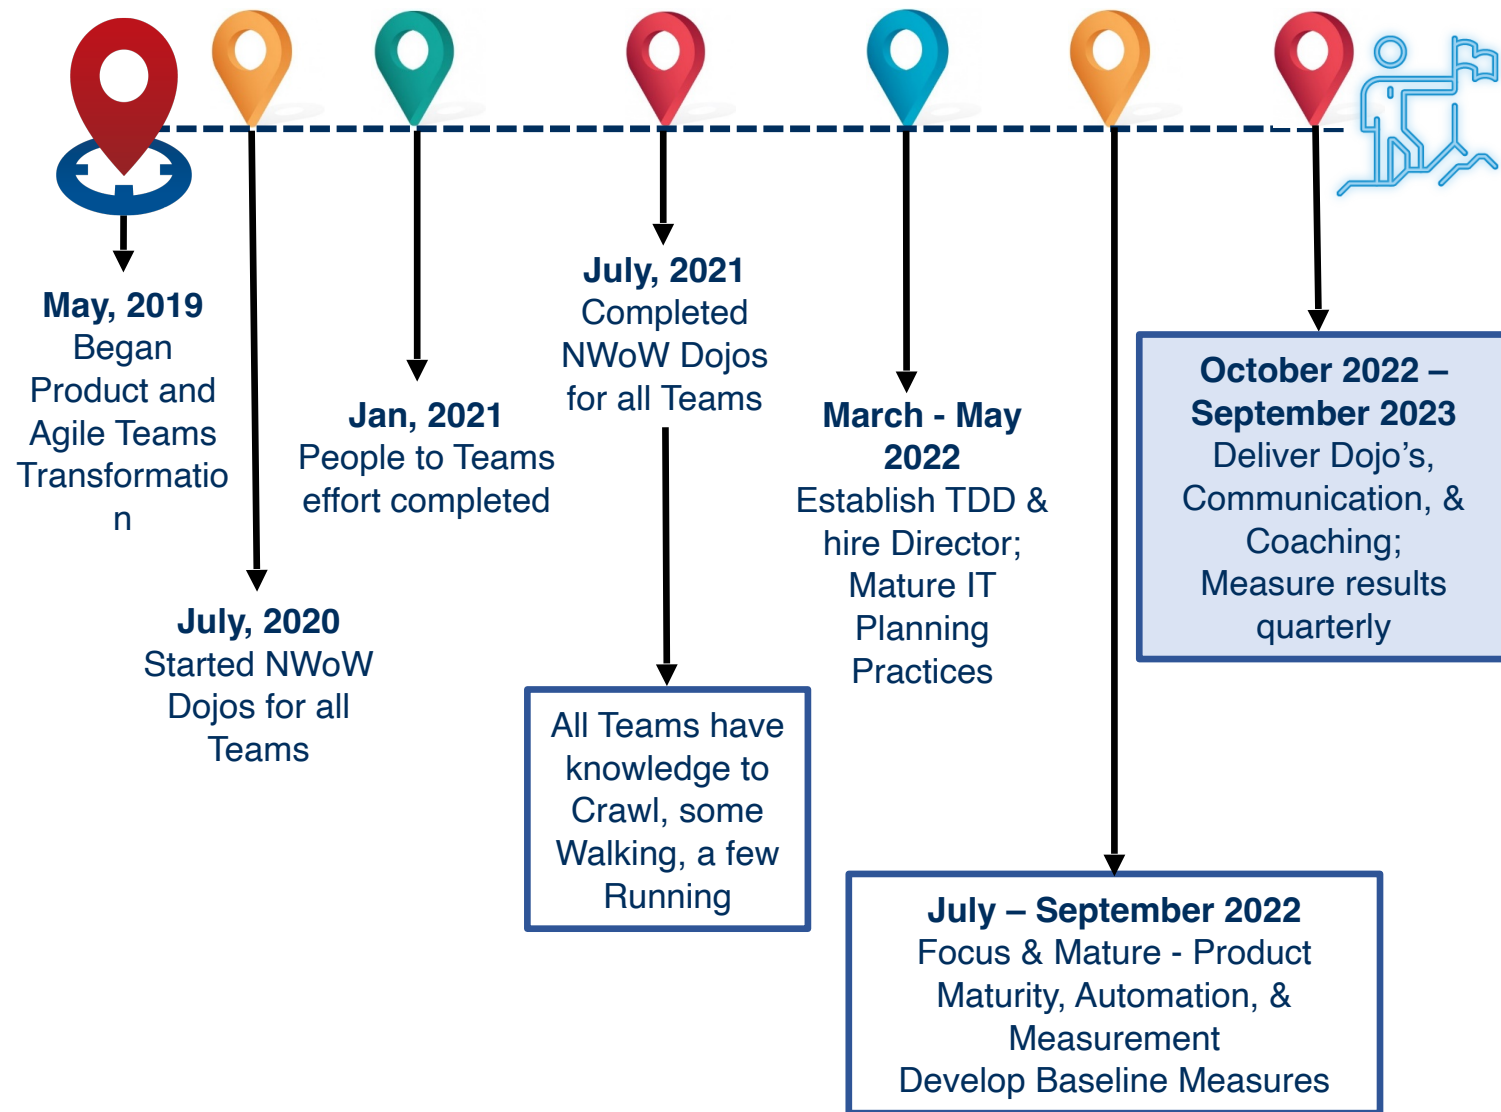 May, 2019
Began
Product and
Agile Teams
Transformatio
n
July, 2020
Started NWoW
Dojos for all
Teams
Jan, 2021
People to Teams
effort completed
July, 2021
Completed
NWoW Dojos
for all Teams
All Teams have
knowledge to
Crawl, some
Walking, a few
Running
March - May
2022
Establish TDD &
hire Director;
Mature IT
Planning
Practices
July – September 2022
Focus & Mature - Product
Maturity, Automation, &
Measurement
Develop Baseline Measures
October 2022 –
September 2023
Deliver Dojo’s,
Communication, &
Coaching;
Measure results
quarterly